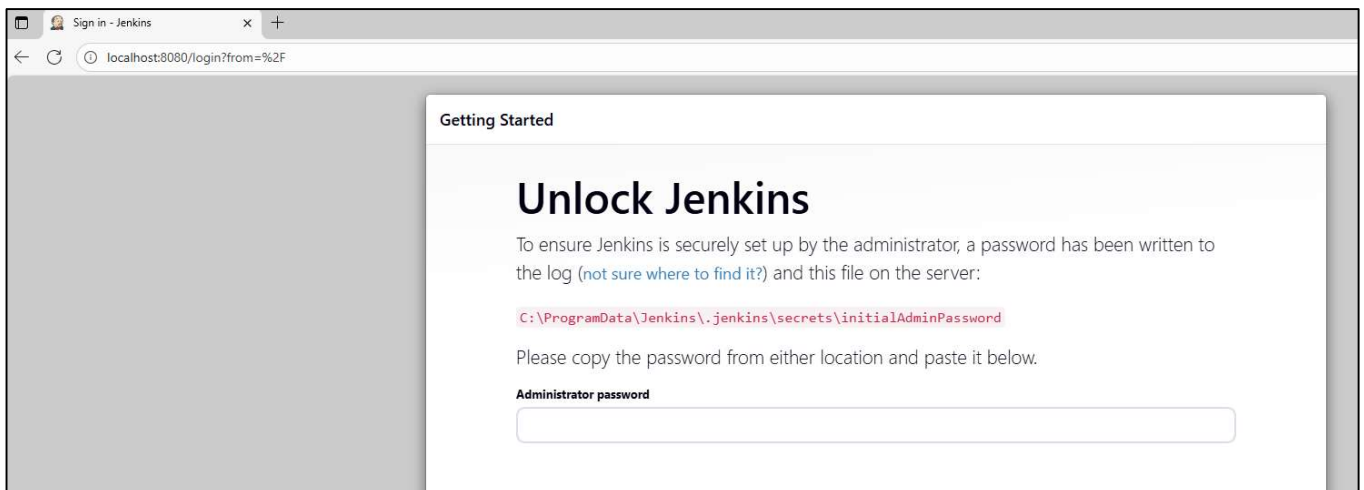 Sign in - Jenkins
localhost:8080/login?from=%2F
Getting Started
Unlock Jenkins
To ensure Jenkins is securely set up by the administrator, a password has been written to
the log (not sure where to find it?) and this file on the server:
C:\ProgramData\Jenkins\.jenkins\secrets\initialAdminPassword
Please copy the password from either location and paste it below.
Administrator password